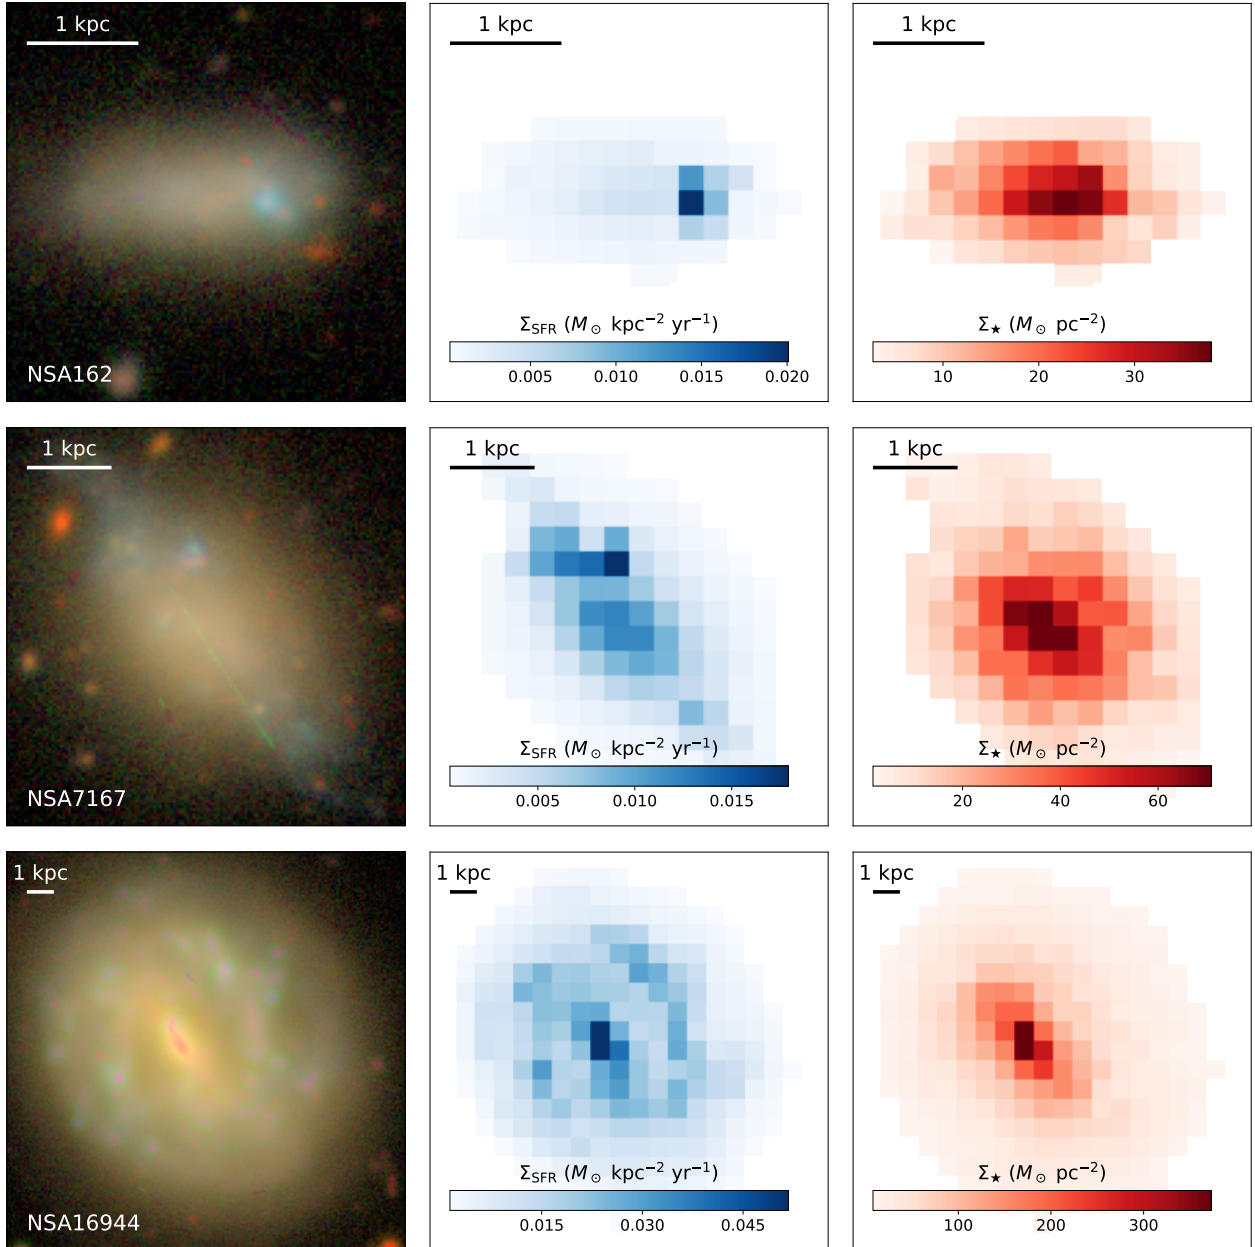 1 kpc
1 kpc
1 kpc
Σ_SFR (M_⊙ kpc⁻² yr⁻¹)
Σ_★ (M_⊙ pc⁻²)
NSA162
0.005 0.010 0.015 0.020
10 20 30
1 kpc
1 kpc
1 kpc
Σ_SFR (M_⊙ kpc⁻² yr⁻¹)
Σ_★ (M_⊙ pc⁻²)
NSA7167
0.005 0.010 0.015
20 40 60
1 kpc
1 kpc
1 kpc
Σ_SFR (M_⊙ kpc⁻² yr⁻¹)
Σ_★ (M_⊙ pc⁻²)
NSA16944
0.015 0.030 0.045
100 200 300